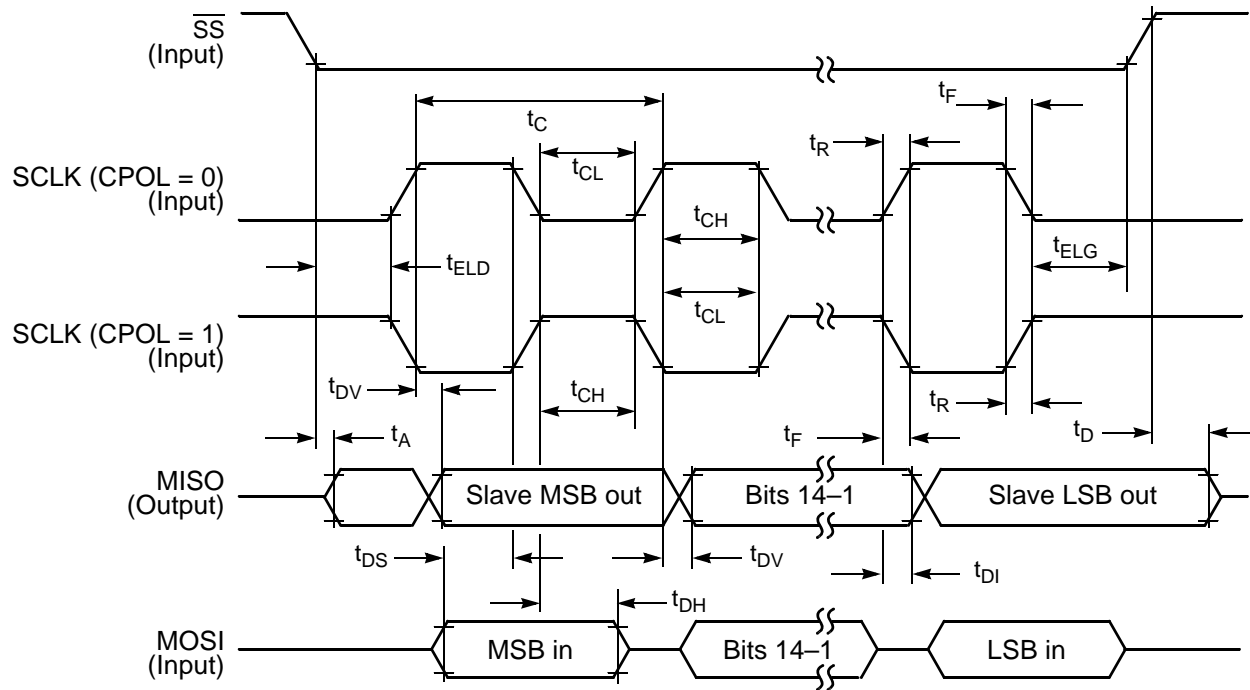 SS
(Input)
t_F
t_C
t_R
t_CL
SCLK (CPOL = 0)
(Input)
t_CH
t_ELD
t_ELG
t_CL
SCLK (CPOL = 1)
(Input)
t_DV
t_CH
t_R
t_A
t_F
t_D
MISO
(Output)
Slave MSB out
Bits 14–1
Slave LSB out
t_DS
t_DV
t_DI
t_DH
MOSI
(Input)
MSB in
Bits 14–1
LSB in